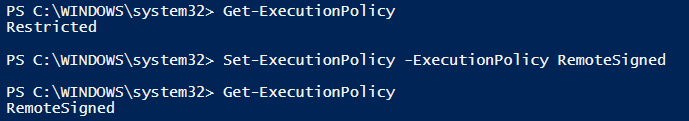 PS C:\WINDOWS\system32> Get-ExecutionPolicy
Restricted
PS C:\WINDOWS\system32> Set-ExecutionPolicy -ExecutionPolicy RemoteSigned
PS C:\WINDOWS\system32> Get-ExecutionPolicy
RemoteSigned